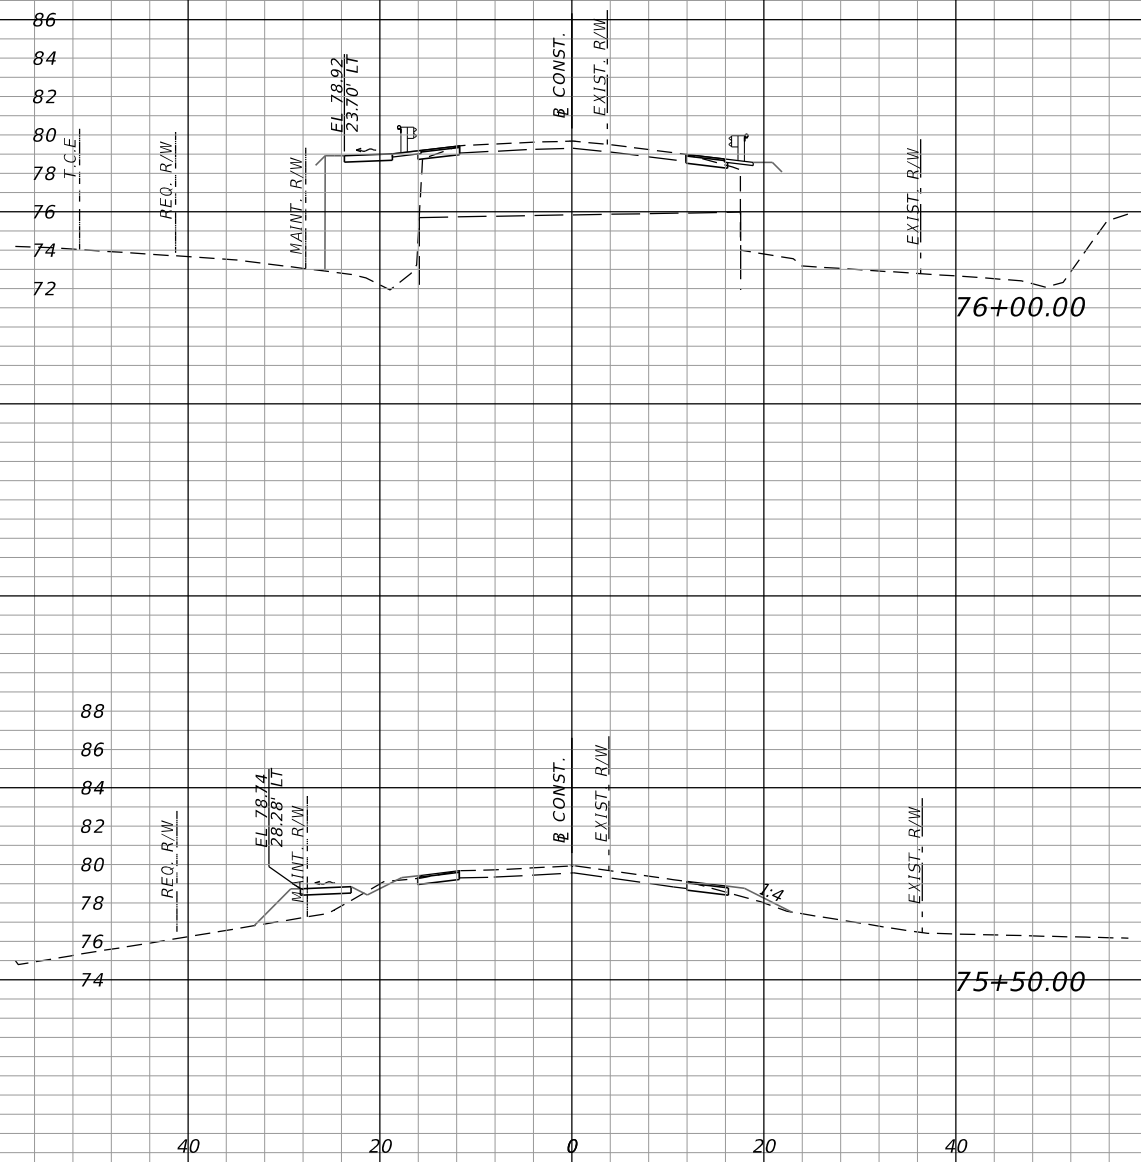 86
84
82
80
78
76
74
72
T.C.E
REQ. R/W
MAINT. R/W
EL 78.92
23.70' LT
B CONST.
L
EXIST. R/W
EXIST. R/W
76+00.00
88
86
84
82
80
78
76
74
REQ. R/W
EL 78.74
28.28' LT
MAINT. R/W
B CONST.
L
EXIST. R/W
1:4
EXIST. R/W
75+50.00
40
20
0
20
40